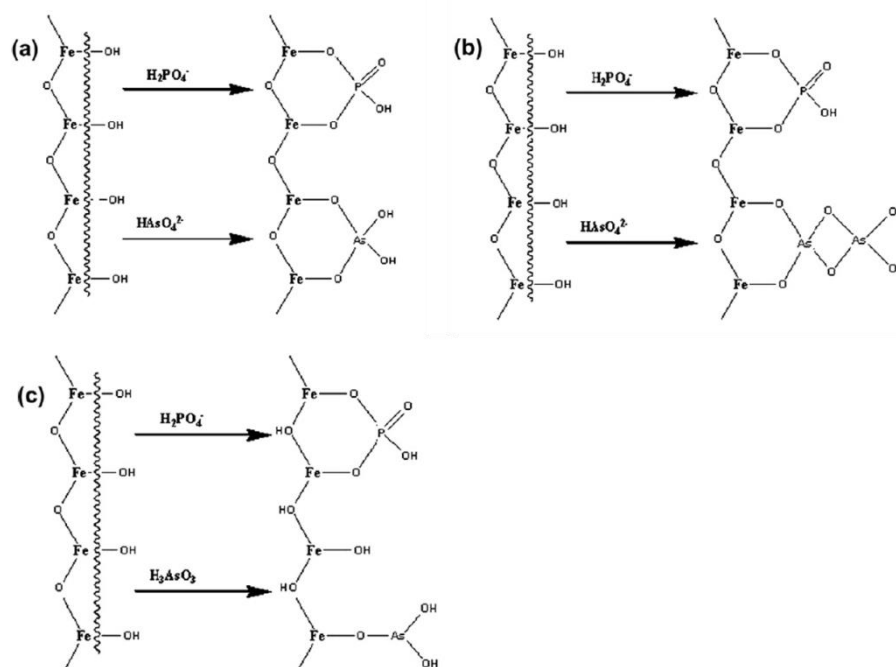 (a)
Fe OH Fe O
H₂PO₄⁻ O
O O P OH
Fe OH Fe O
O O
Fe OH Fe O OH
O HAsO₄²⁻ O As OH
Fe OH Fe O
(b)
Fe OH Fe O
H₂PO₄⁻ O
O O P OH
Fe OH Fe O
O O
Fe OH Fe O O O
O HAsO₄²⁻ O As As
Fe OH Fe O O O
(c)
Fe OH Fe O
H₂PO₄⁻ O
O HO P OH
Fe OH Fe O
O HO
Fe OH Fe OH
O H₃AsO₃ HO OH
Fe OH Fe O As OH